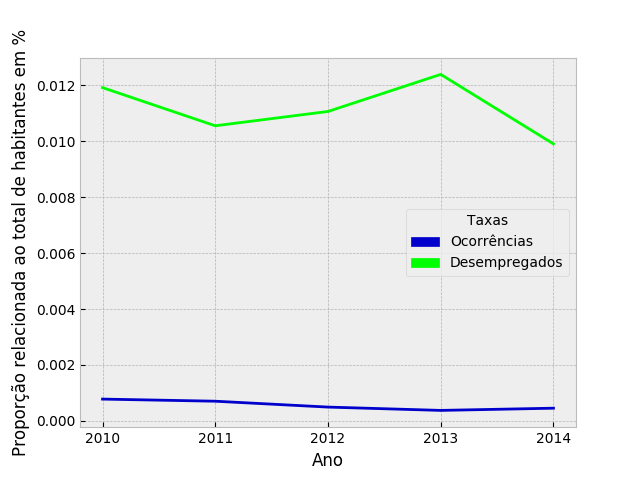 Proporção relacionada ao total de habitantes em %
0.012
0.010
0.008
0.006
0.004
0.002
0.000
Taxas
Ocorrências
Desempregados
2010 2011 2012 2013 2014
Ano